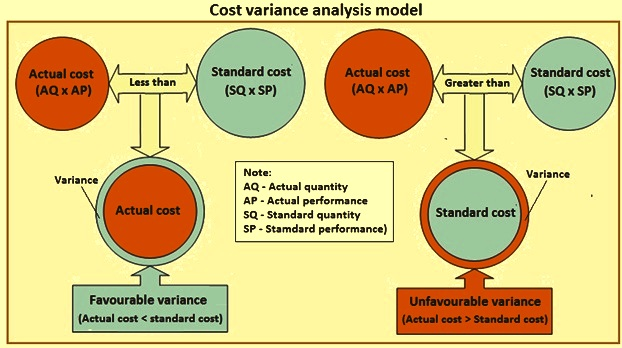 Cost variance analysis model
Actual cost
(AQ x AP)
Less than
Standard cost
(SQ x SP)
Actual cost
(AQ x AP)
Greater than
Standard cost
(SQ x SP)
Variance
Actual cost
Note:
AQ - Actual quantity
AP - Actual performance
SQ - Standard quantity
SP - Stamdard performance)
Standard cost
Variance
Favourable variance
(Actual cost < standard cost)
Unfavourable variance
(Actual cost > Standard cost)